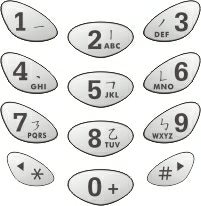 1 ㇐
2 ㇑ ABC
3 ㇓ DEF
4 ㇔ GHI
5 ㇕ JKL
6 ㇗ MNO
7 PQRS
8 ㇈ TUV
9 ㇉ WXYZ
*
0 +
#